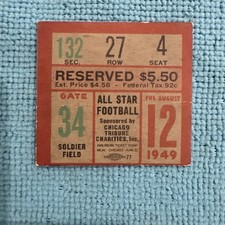 132 27 4
SEC. ROW SEAT
RESERVED $5.50
Est. Price $4.58 - Federal Tax 92c
GATE
34
SOLDIER
FIELD
ALL STAR
FOOTBALL
Sponsored by
CHICAGO
TRIBUNE
CHARITIES, INC.
FRI. AUGUST
12
1949